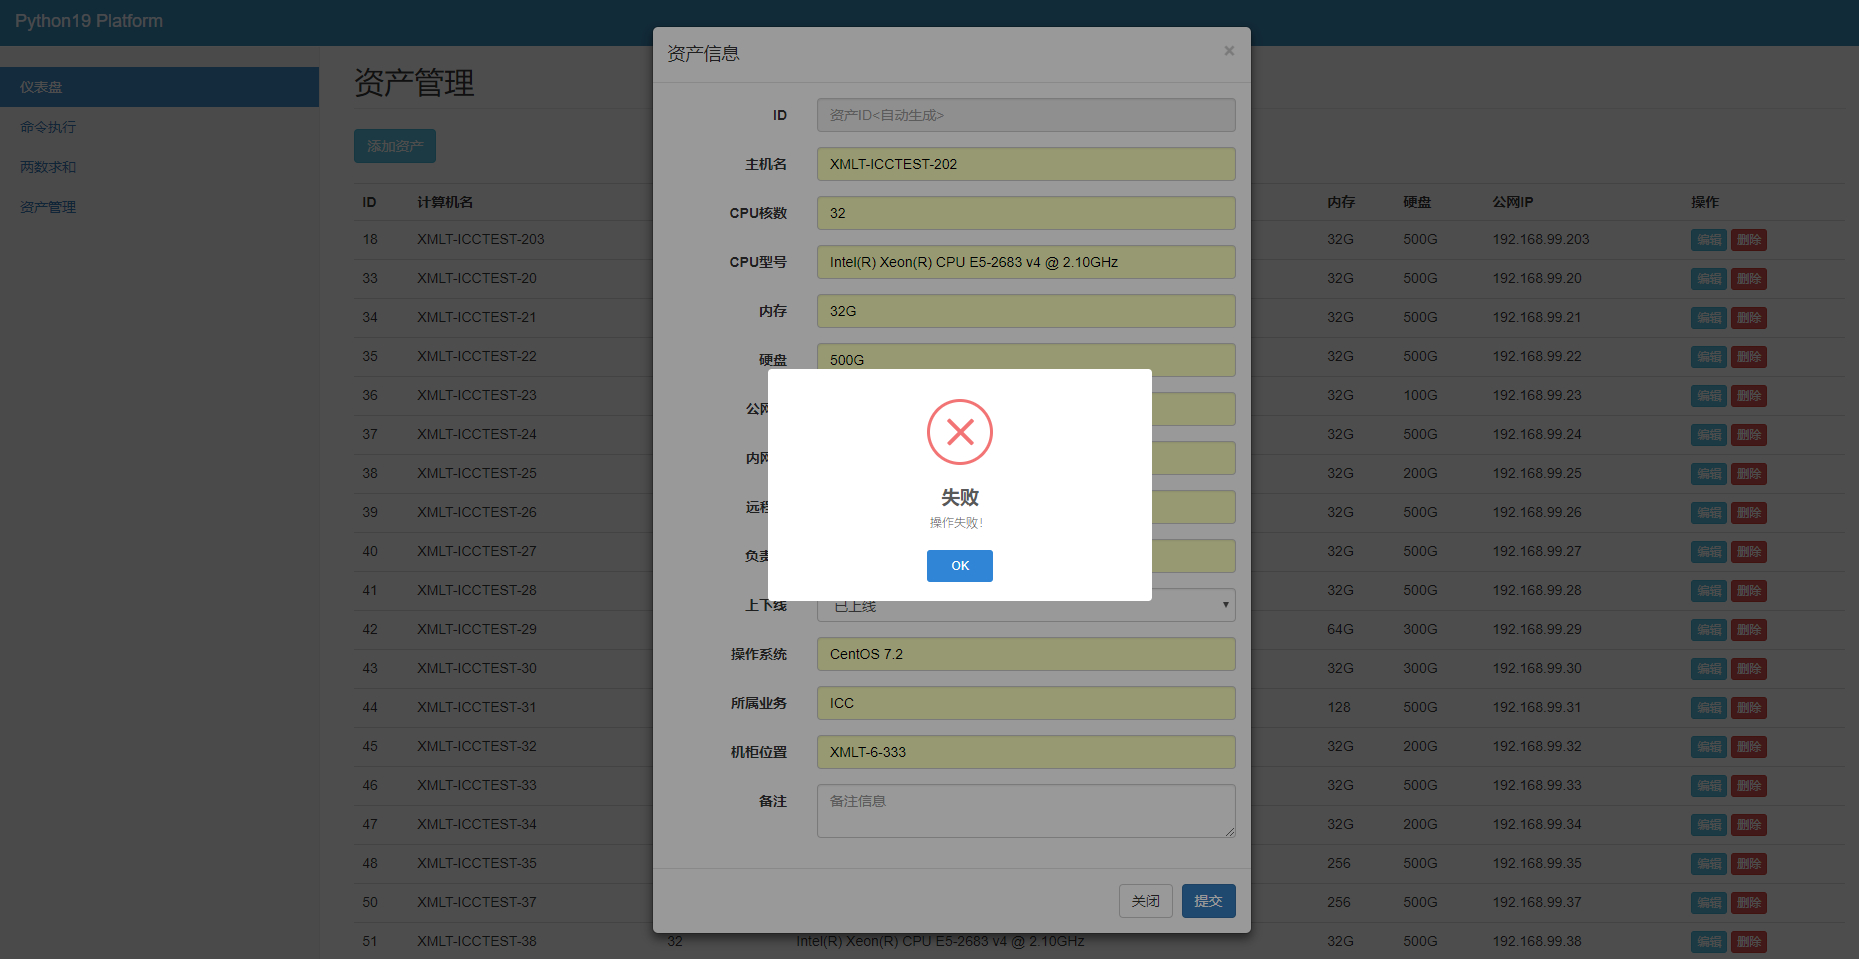 Python19 Platform
仪表盘
命令执行
两数求和
资产管理
资产管理
添加资产
ID 计算机名 内存 硬盘 公网IP 操作
18 XMLT-ICCTEST-203 32G 500G 192.168.99.203 编辑 删除
33 XMLT-ICCTEST-20 32G 500G 192.168.99.20 编辑 删除
34 XMLT-ICCTEST-21 32G 500G 192.168.99.21 编辑 删除
35 XMLT-ICCTEST-22 32G 500G 192.168.99.22 编辑 删除
36 XMLT-ICCTEST-23 32G 100G 192.168.99.23 编辑 删除
37 XMLT-ICCTEST-24 32G 500G 192.168.99.24 编辑 删除
38 XMLT-ICCTEST-25 32G 200G 192.168.99.25 编辑 删除
39 XMLT-ICCTEST-26 32G 500G 192.168.99.26 编辑 删除
40 XMLT-ICCTEST-27 32G 500G 192.168.99.27 编辑 删除
41 XMLT-ICCTEST-28 32G 500G 192.168.99.28 编辑 删除
42 XMLT-ICCTEST-29 64G 300G 192.168.99.29 编辑 删除
43 XMLT-ICCTEST-30 32G 300G 192.168.99.30 编辑 删除
44 XMLT-ICCTEST-31 128 500G 192.168.99.31 编辑 删除
45 XMLT-ICCTEST-32 32G 200G 192.168.99.32 编辑 删除
46 XMLT-ICCTEST-33 32G 500G 192.168.99.33 编辑 删除
47 XMLT-ICCTEST-34 32G 200G 192.168.99.34 编辑 删除
48 XMLT-ICCTEST-35 256 500G 192.168.99.35 编辑 删除
50 XMLT-ICCTEST-37 256 500G 192.168.99.37 编辑 删除
51 XMLT-ICCTEST-38 32 Intel(R) Xeon(R) CPU E5-2683 v4 @ 2.10GHz 32G 500G 192.168.99.38 编辑 删除
资产信息 ×
ID 资产ID<自动生成>
主机名 XMLT-ICCTEST-202
CPU核数 32
CPU型号 Intel(R) Xeon(R) CPU E5-2683 v4 @ 2.10GHz
内存 32G
硬盘 500G
公网
内网
远程
负责
上下线 已上线
操作系统 CentOS 7.2
所属业务 ICC
机柜位置 XMLT-6-333
备注 备注信息
关闭 提交
失败
操作失败！
OK